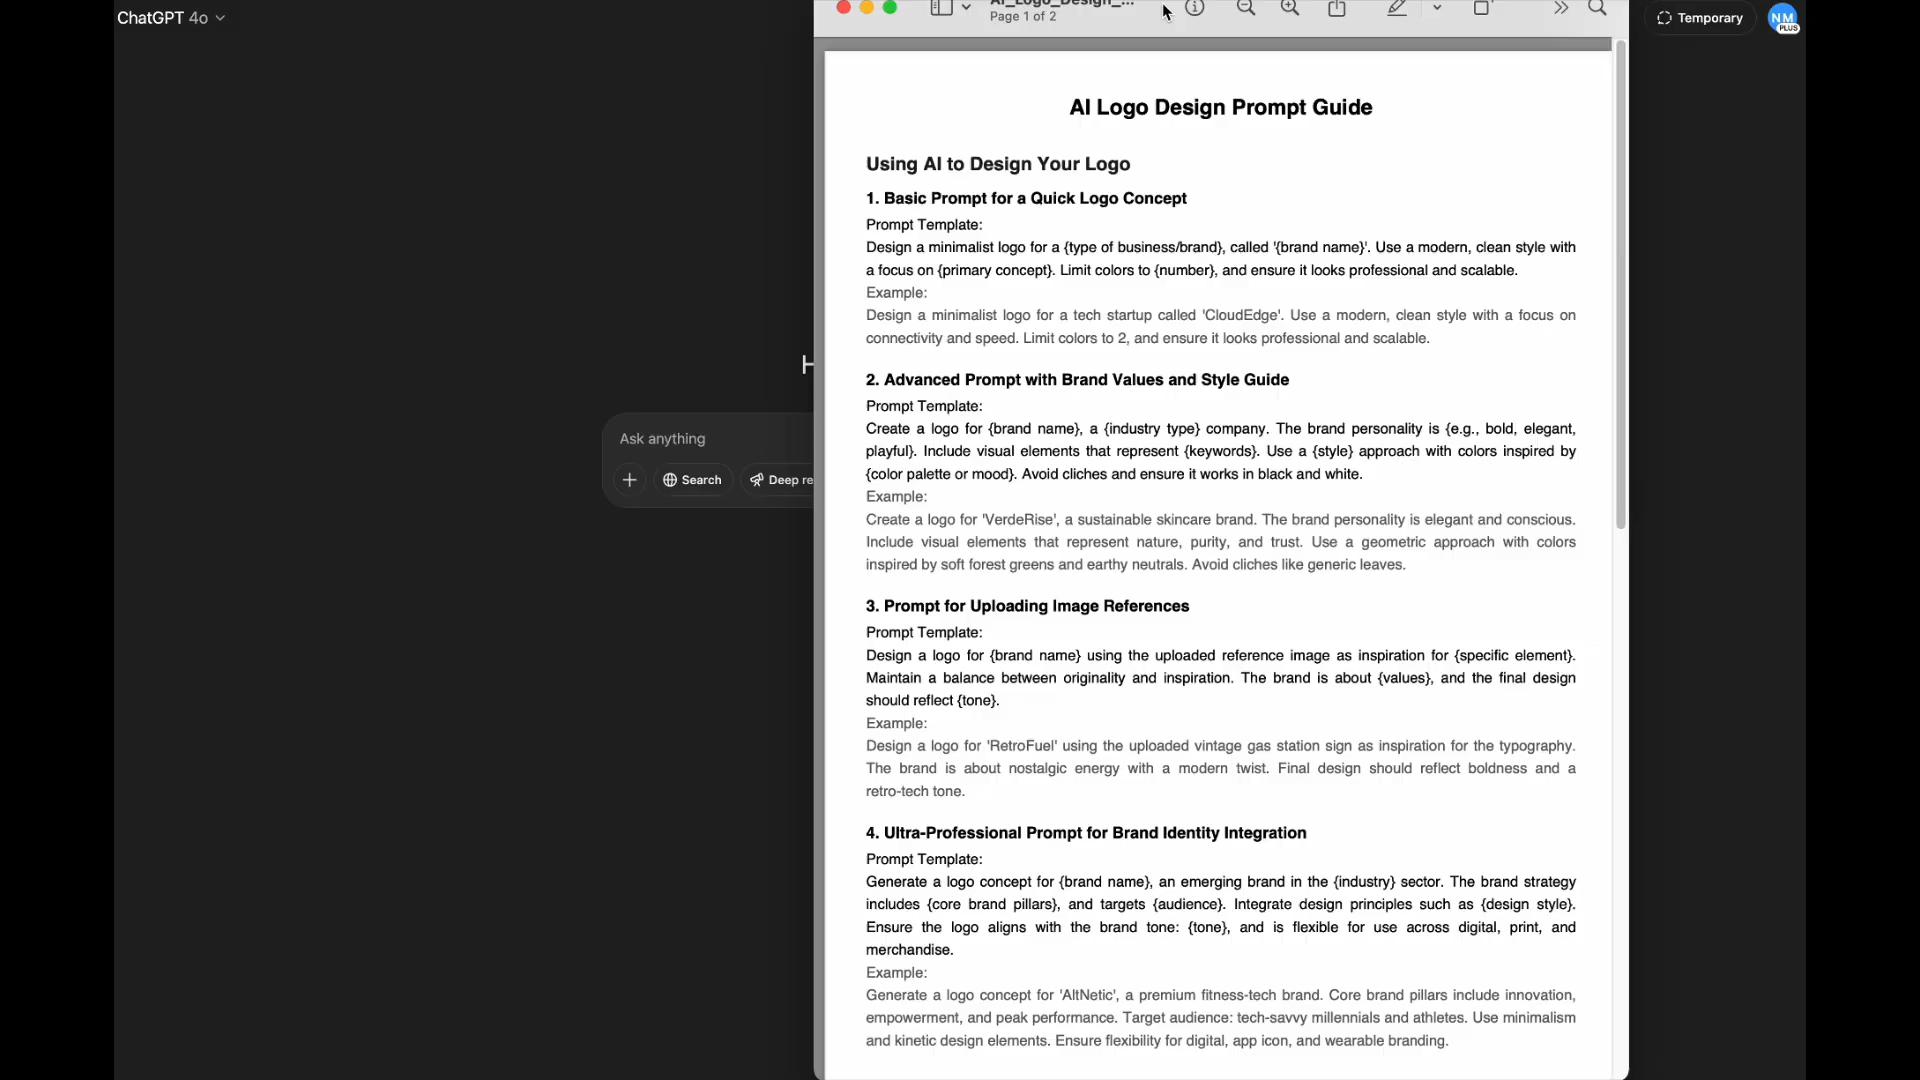 ChatGPT 4o
Page 1 of 2
Temporary
NM
PLUS
Ask anything
Search
Deep re
AI Logo Design Prompt Guide
Using AI to Design Your Logo
1. Basic Prompt for a Quick Logo Concept
Prompt Template:
Design a minimalist logo for a {type of business/brand}, called '{brand name}'. Use a modern, clean style with
a focus on {primary concept}. Limit colors to {number}, and ensure it looks professional and scalable.
Example:
Design a minimalist logo for a tech startup called 'CloudEdge'. Use a modern, clean style with a focus on
connectivity and speed. Limit colors to 2, and ensure it looks professional and scalable.
2. Advanced Prompt with Brand Values and Style Guide
Prompt Template:
Create a logo for {brand name}, a {industry type} company. The brand personality is {e.g., bold, elegant,
playful}. Include visual elements that represent {keywords}. Use a {style} approach with colors inspired by
{color palette or mood}. Avoid cliches and ensure it works in black and white.
Example:
Create a logo for 'VerdeRise', a sustainable skincare brand. The brand personality is elegant and conscious.
Include visual elements that represent nature, purity, and trust. Use a geometric approach with colors
inspired by soft forest greens and earthy neutrals. Avoid cliches like generic leaves.
3. Prompt for Uploading Image References
Prompt Template:
Design a logo for {brand name} using the uploaded reference image as inspiration for {specific element}.
Maintain a balance between originality and inspiration. The brand is about {values}, and the final design
should reflect {tone}.
Example:
Design a logo for 'RetroFuel' using the uploaded vintage gas station sign as inspiration for the typography.
The brand is about nostalgic energy with a modern twist. Final design should reflect boldness and a
retro-tech tone.
4. Ultra-Professional Prompt for Brand Identity Integration
Prompt Template:
Generate a logo concept for {brand name}, an emerging brand in the {industry} sector. The brand strategy
includes {core brand pillars}, and targets {audience}. Integrate design principles such as {design style}.
Ensure the logo aligns with the brand tone: {tone}, and is flexible for use across digital, print, and
merchandise.
Example:
Generate a logo concept for 'AltNetic', a premium fitness-tech brand. Core brand pillars include innovation,
empowerment, and peak performance. Target audience: tech-savvy millennials and athletes. Use minimalism
and kinetic design elements. Ensure flexibility for digital, app icon, and wearable branding.